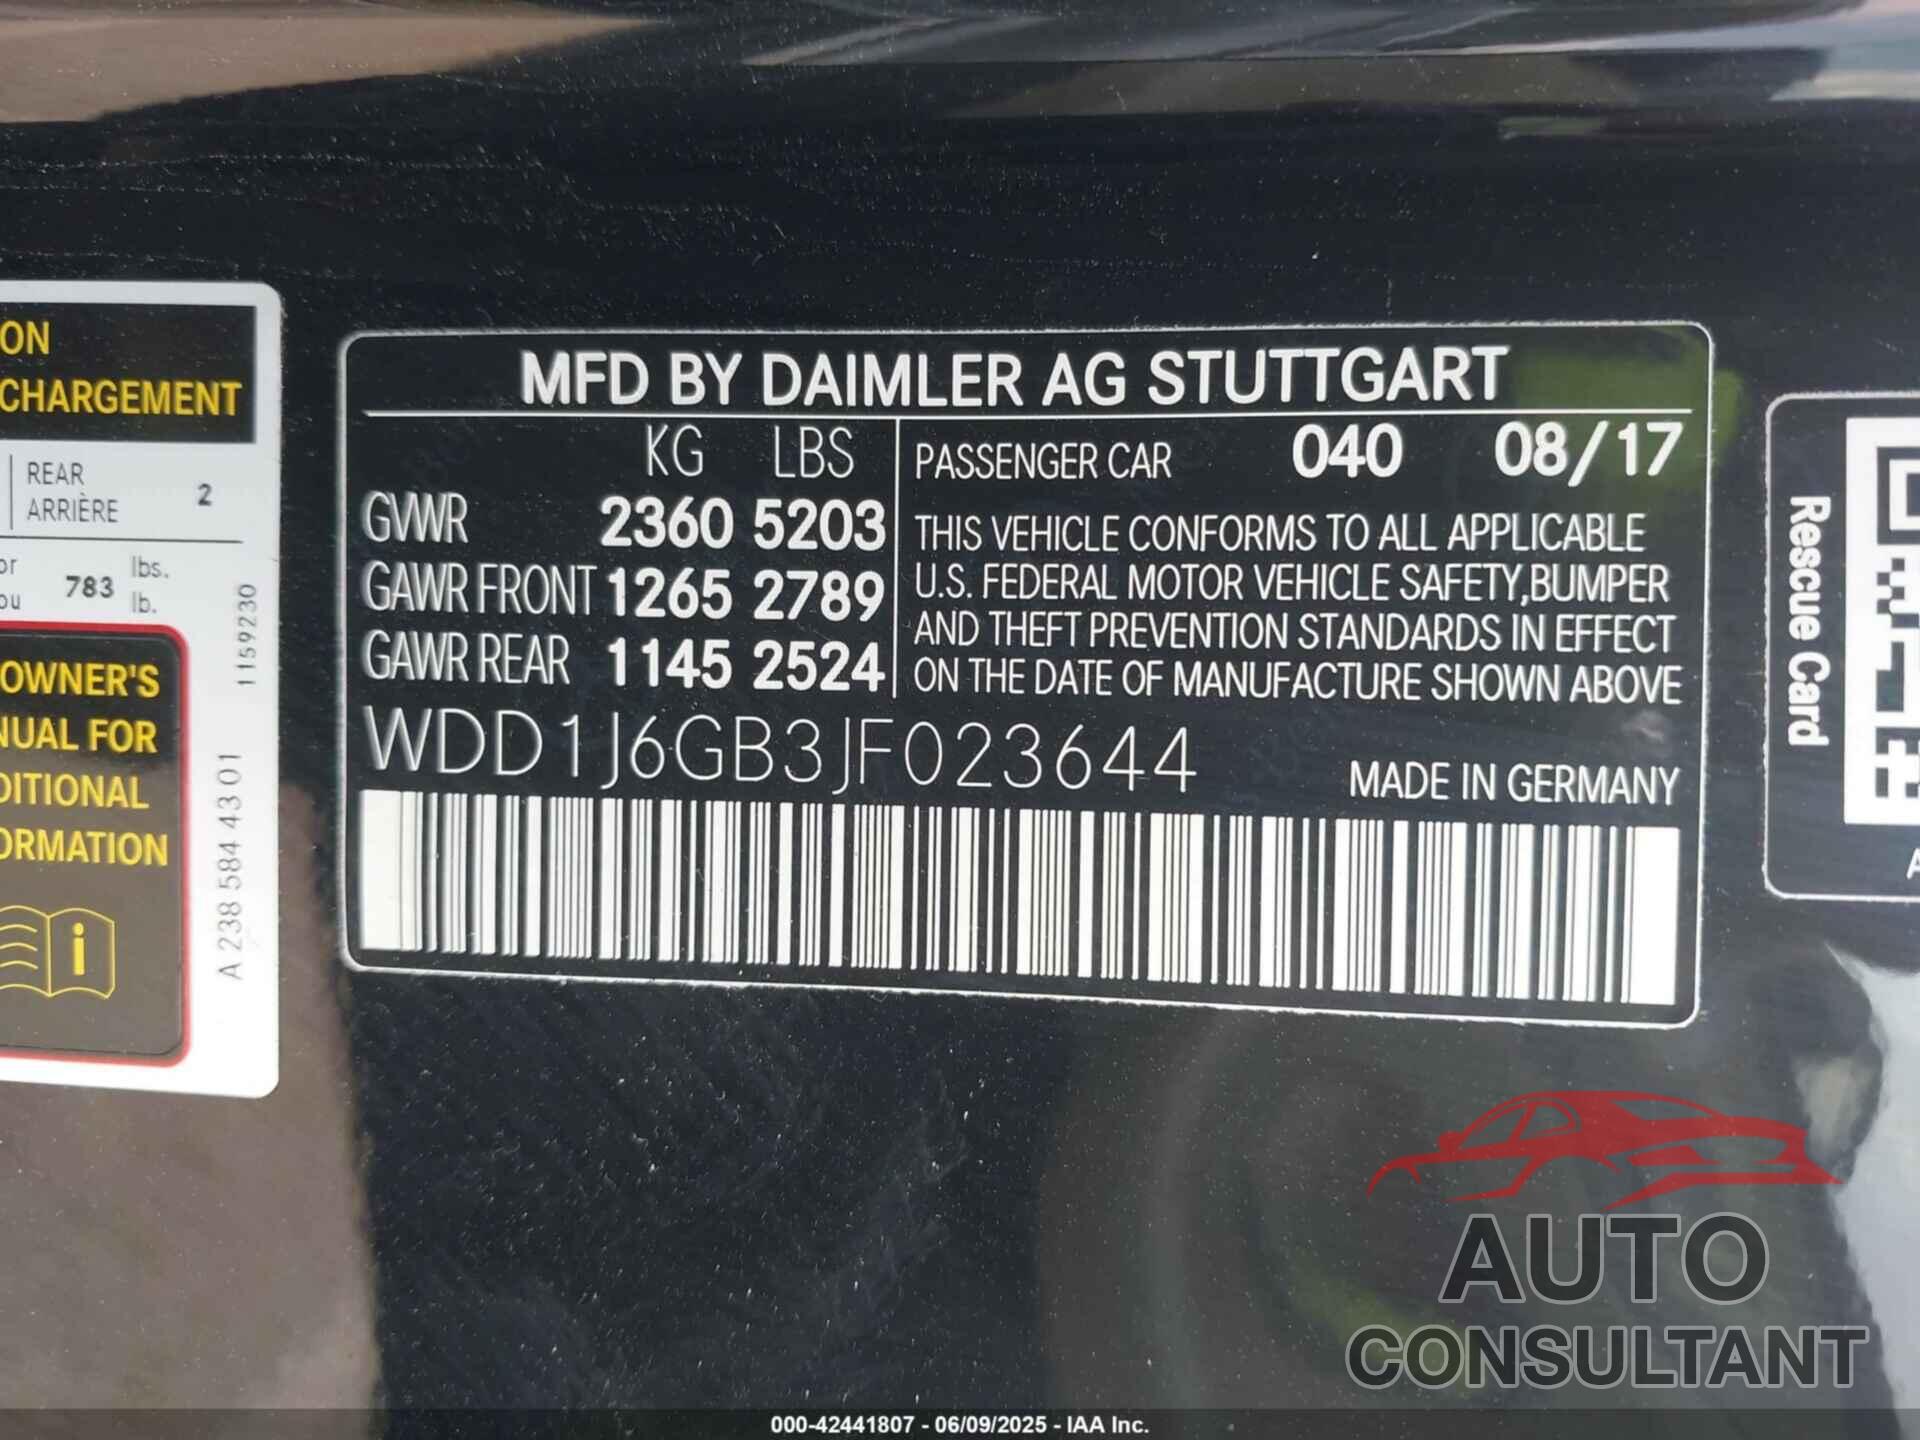 ON
CHARGEMENT
REAR
ARRIÈRE 2
or
ou 783 lbs.
lb.
OWNER'S
NUAL FOR
DITIONAL
ORMATION
1159230
A 238 584 43 01
MFD BY DAIMLER AG STUTTGART
KG LBS
GVWR 2360 5203
GAWR FRONT 1265 2789
GAWR REAR 1145 2524
PASSENGER CAR 040 08/17
THIS VEHICLE CONFORMS TO ALL APPLICABLE
U.S. FEDERAL MOTOR VEHICLE SAFETY,BUMPER
AND THEFT PREVENTION STANDARDS IN EFFECT
ON THE DATE OF MANUFACTURE SHOWN ABOVE
WDD1J6GB3JF023644
MADE IN GERMANY
Rescue Card
A
AUTO
CONSULTANT
000-42441807 - 06/09/2025 - IAA Inc.